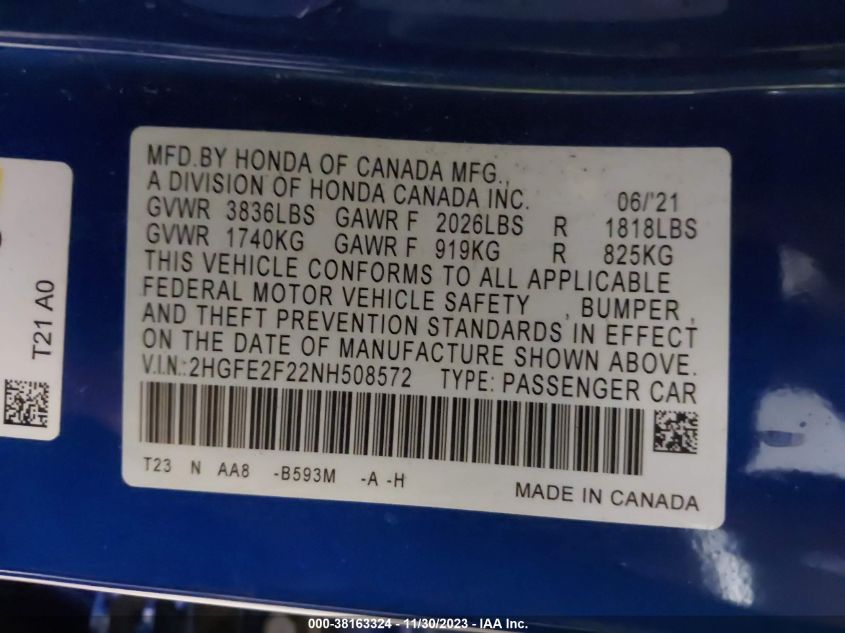 MFD.BY HONDA OF CANADA MFG.,
A DIVISION OF HONDA CANADA INC. 06/'21
GVWR 3836LBS GAWR F 2026LBS R 1818LBS
GVWR 1740KG GAWR F 919KG R 825KG
THIS VEHICLE CONFORMS TO ALL APPLICABLE
FEDERAL MOTOR VEHICLE SAFETY , BUMPER ,
AND THEFT PREVENTION STANDARDS IN EFFECT
ON THE DATE OF MANUFACTURE SHOWN ABOVE.
V.I.N.: 2HGFE2F22NH508572 TYPE: PASSENGER CAR
T23 N AA8 -B593M -A -H
MADE IN CANADA
T21 A0
000-38163324 - 11/30/2023 - IAA Inc.